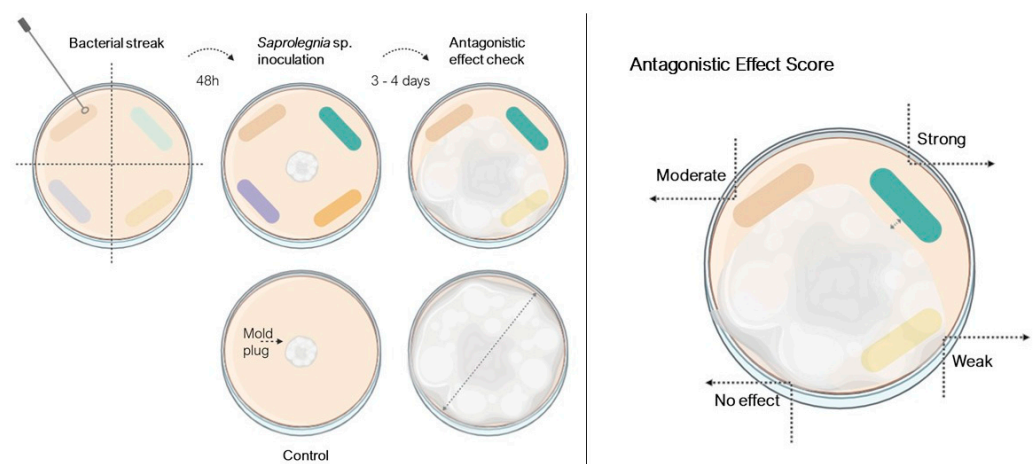 Bacterial streak
48h
Saprolegnia sp.
inoculation
3 - 4 days
Antagonistic
effect check
Mold
plug
Control
Antagonistic Effect Score
Strong
Moderate
Weak
No effect